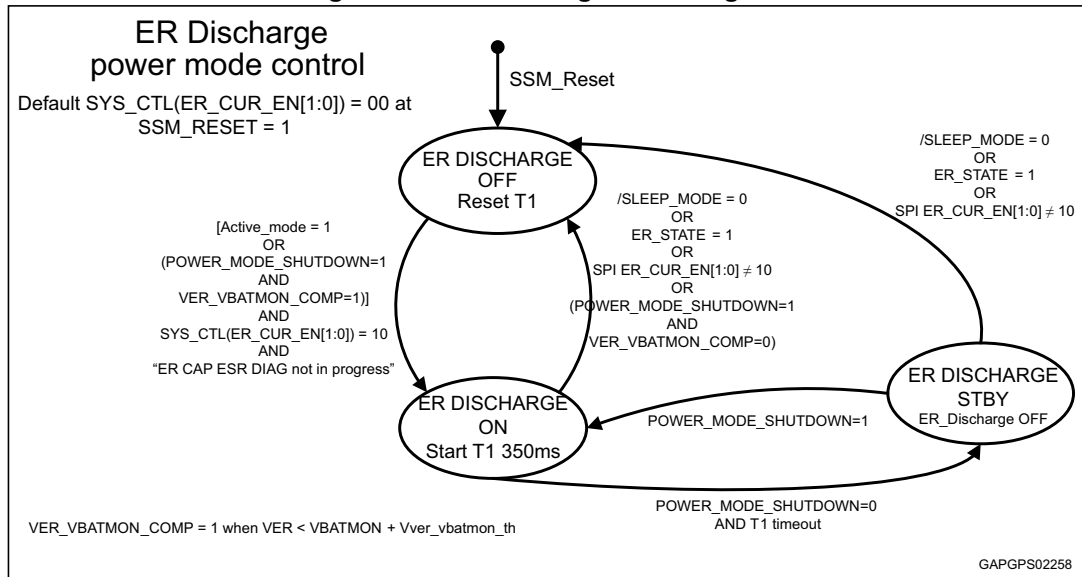 ER Discharge
power mode control
Default SYS_CTL(ER_CUR_EN[1:0]) = 00 at
SSM_RESET = 1
SSM_Reset
ER DISCHARGE
OFF
Reset T1
/SLEEP_MODE = 0
OR
ER_STATE = 1
OR
SPI ER_CUR_EN[1:0] ≠ 10
[Active_mode = 1
OR
(POWER_MODE_SHUTDOWN=1
AND
VER_VBATMON_COMP=1)]
AND
SYS_CTL(ER_CUR_EN[1:0]) = 10
AND
“ER CAP ESR DIAG not in progress”
/SLEEP_MODE = 0
OR
ER_STATE = 1
OR
SPI ER_CUR_EN[1:0] ≠ 10
OR
(POWER_MODE_SHUTDOWN=1
AND
VER_VBATMON_COMP=0)
ER DISCHARGE
ON
Start T1 350ms
POWER_MODE_SHUTDOWN=1
ER DISCHARGE
STBY
ER_Discharge OFF
POWER_MODE_SHUTDOWN=0
AND T1 timeout
VER_VBATMON_COMP = 1 when VER < VBATMON + Vver_vbatmon_th
GAPGPS02258